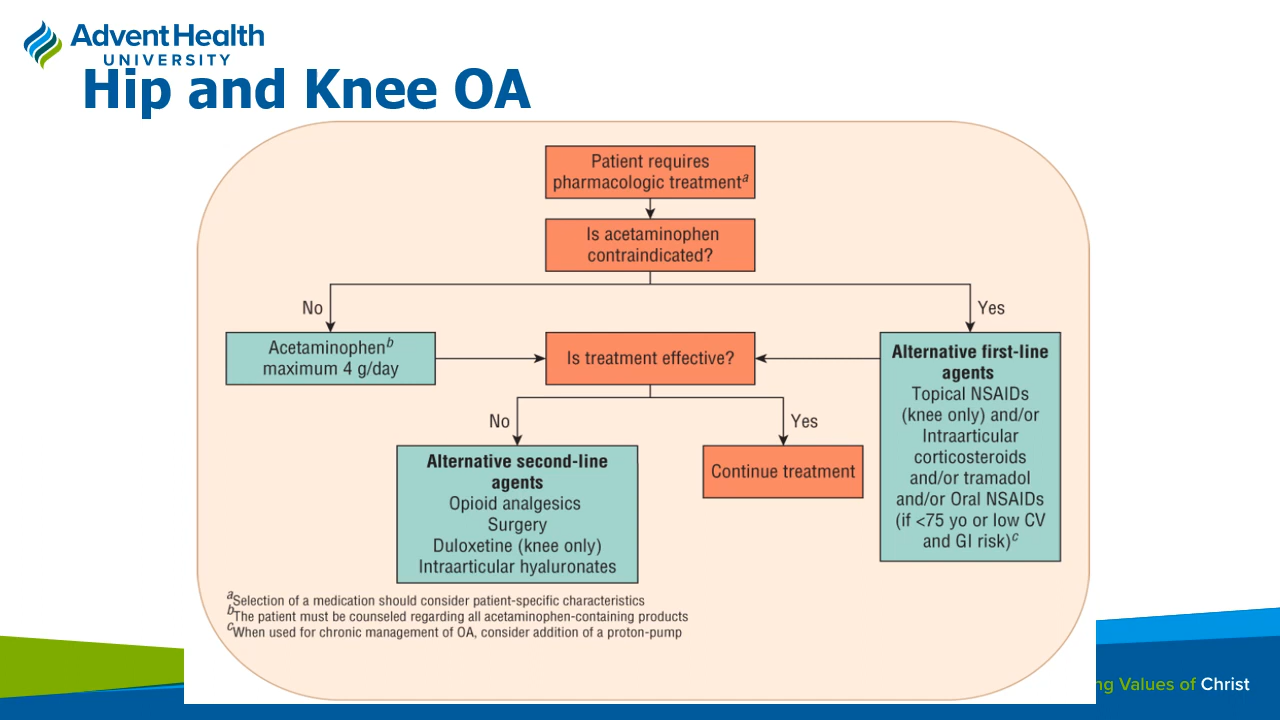 AdventHealth
UNIVERSITY
Hip and Knee OA
Patient requires
pharmacologic treatmentᵃ
Is acetaminophen
contraindicated?
No
Yes
Acetaminophenᵇ
maximum 4 g/day
Is treatment effective?
Alternative first-line
agents
Topical NSAIDs
(knee only) and/or
Intraarticular
corticosteroids
and/or tramadol
and/or Oral NSAIDs
(if <75 yo or low CV
and GI risk)ᶜ
No
Yes
Alternative second-line
agents
Opioid analgesics
Surgery
Duloxetine (knee only)
Intraarticular hyaluronates
Continue treatment
ᵃSelection of a medication should consider patient-specific characteristics
ᵇThe patient must be counseled regarding all acetaminophen-containing products
ᶜWhen used for chronic management of OA, consider addition of a proton-pump
ng Values of Christ